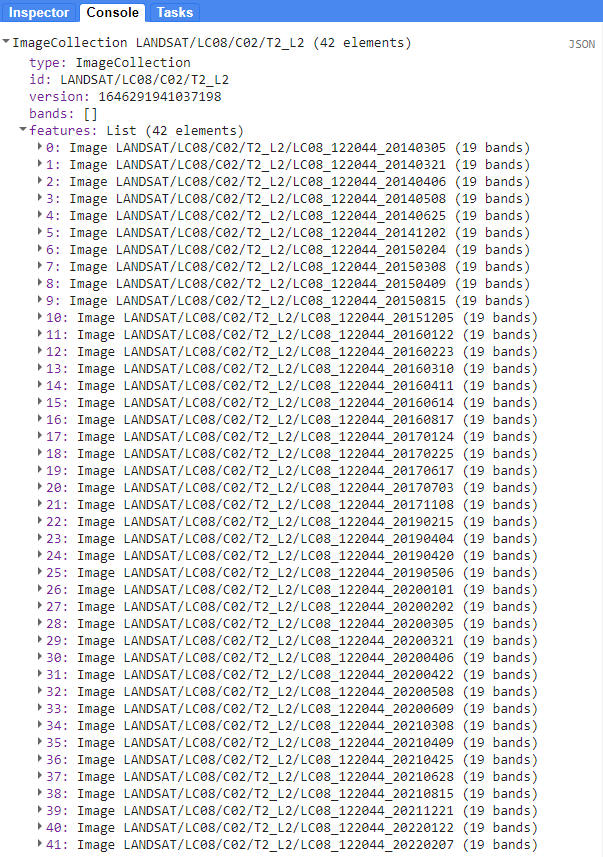 Inspector Console Tasks
ImageCollection LANDSAT/LC08/C02/T2_L2 (42 elements) JSON
type: ImageCollection
id: LANDSAT/LC08/C02/T2_L2
version: 1646291941037198
bands: []
features: List (42 elements)
0: Image LANDSAT/LC08/C02/T2_L2/LC08_122044_20140305 (19 bands)
1: Image LANDSAT/LC08/C02/T2_L2/LC08_122044_20140321 (19 bands)
2: Image LANDSAT/LC08/C02/T2_L2/LC08_122044_20140406 (19 bands)
3: Image LANDSAT/LC08/C02/T2_L2/LC08_122044_20140508 (19 bands)
4: Image LANDSAT/LC08/C02/T2_L2/LC08_122044_20140625 (19 bands)
5: Image LANDSAT/LC08/C02/T2_L2/LC08_122044_20141202 (19 bands)
6: Image LANDSAT/LC08/C02/T2_L2/LC08_122044_20150204 (19 bands)
7: Image LANDSAT/LC08/C02/T2_L2/LC08_122044_20150308 (19 bands)
8: Image LANDSAT/LC08/C02/T2_L2/LC08_122044_20150409 (19 bands)
9: Image LANDSAT/LC08/C02/T2_L2/LC08_122044_20150815 (19 bands)
10: Image LANDSAT/LC08/C02/T2_L2/LC08_122044_20151205 (19 bands)
11: Image LANDSAT/LC08/C02/T2_L2/LC08_122044_20160122 (19 bands)
12: Image LANDSAT/LC08/C02/T2_L2/LC08_122044_20160223 (19 bands)
13: Image LANDSAT/LC08/C02/T2_L2/LC08_122044_20160310 (19 bands)
14: Image LANDSAT/LC08/C02/T2_L2/LC08_122044_20160411 (19 bands)
15: Image LANDSAT/LC08/C02/T2_L2/LC08_122044_20160614 (19 bands)
16: Image LANDSAT/LC08/C02/T2_L2/LC08_122044_20160817 (19 bands)
17: Image LANDSAT/LC08/C02/T2_L2/LC08_122044_20170124 (19 bands)
18: Image LANDSAT/LC08/C02/T2_L2/LC08_122044_20170225 (19 bands)
19: Image LANDSAT/LC08/C02/T2_L2/LC08_122044_20170617 (19 bands)
20: Image LANDSAT/LC08/C02/T2_L2/LC08_122044_20170703 (19 bands)
21: Image LANDSAT/LC08/C02/T2_L2/LC08_122044_20171108 (19 bands)
22: Image LANDSAT/LC08/C02/T2_L2/LC08_122044_20190215 (19 bands)
23: Image LANDSAT/LC08/C02/T2_L2/LC08_122044_20190404 (19 bands)
24: Image LANDSAT/LC08/C02/T2_L2/LC08_122044_20190420 (19 bands)
25: Image LANDSAT/LC08/C02/T2_L2/LC08_122044_20190506 (19 bands)
26: Image LANDSAT/LC08/C02/T2_L2/LC08_122044_20200101 (19 bands)
27: Image LANDSAT/LC08/C02/T2_L2/LC08_122044_20200202 (19 bands)
28: Image LANDSAT/LC08/C02/T2_L2/LC08_122044_20200305 (19 bands)
29: Image LANDSAT/LC08/C02/T2_L2/LC08_122044_20200321 (19 bands)
30: Image LANDSAT/LC08/C02/T2_L2/LC08_122044_20200406 (19 bands)
31: Image LANDSAT/LC08/C02/T2_L2/LC08_122044_20200422 (19 bands)
32: Image LANDSAT/LC08/C02/T2_L2/LC08_122044_20200508 (19 bands)
33: Image LANDSAT/LC08/C02/T2_L2/LC08_122044_20200609 (19 bands)
34: Image LANDSAT/LC08/C02/T2_L2/LC08_122044_20210308 (19 bands)
35: Image LANDSAT/LC08/C02/T2_L2/LC08_122044_20210409 (19 bands)
36: Image LANDSAT/LC08/C02/T2_L2/LC08_122044_20210425 (19 bands)
37: Image LANDSAT/LC08/C02/T2_L2/LC08_122044_20210628 (19 bands)
38: Image LANDSAT/LC08/C02/T2_L2/LC08_122044_20210815 (19 bands)
39: Image LANDSAT/LC08/C02/T2_L2/LC08_122044_20211221 (19 bands)
40: Image LANDSAT/LC08/C02/T2_L2/LC08_122044_20220122 (19 bands)
41: Image LANDSAT/LC08/C02/T2_L2/LC08_122044_20220207 (19 bands)